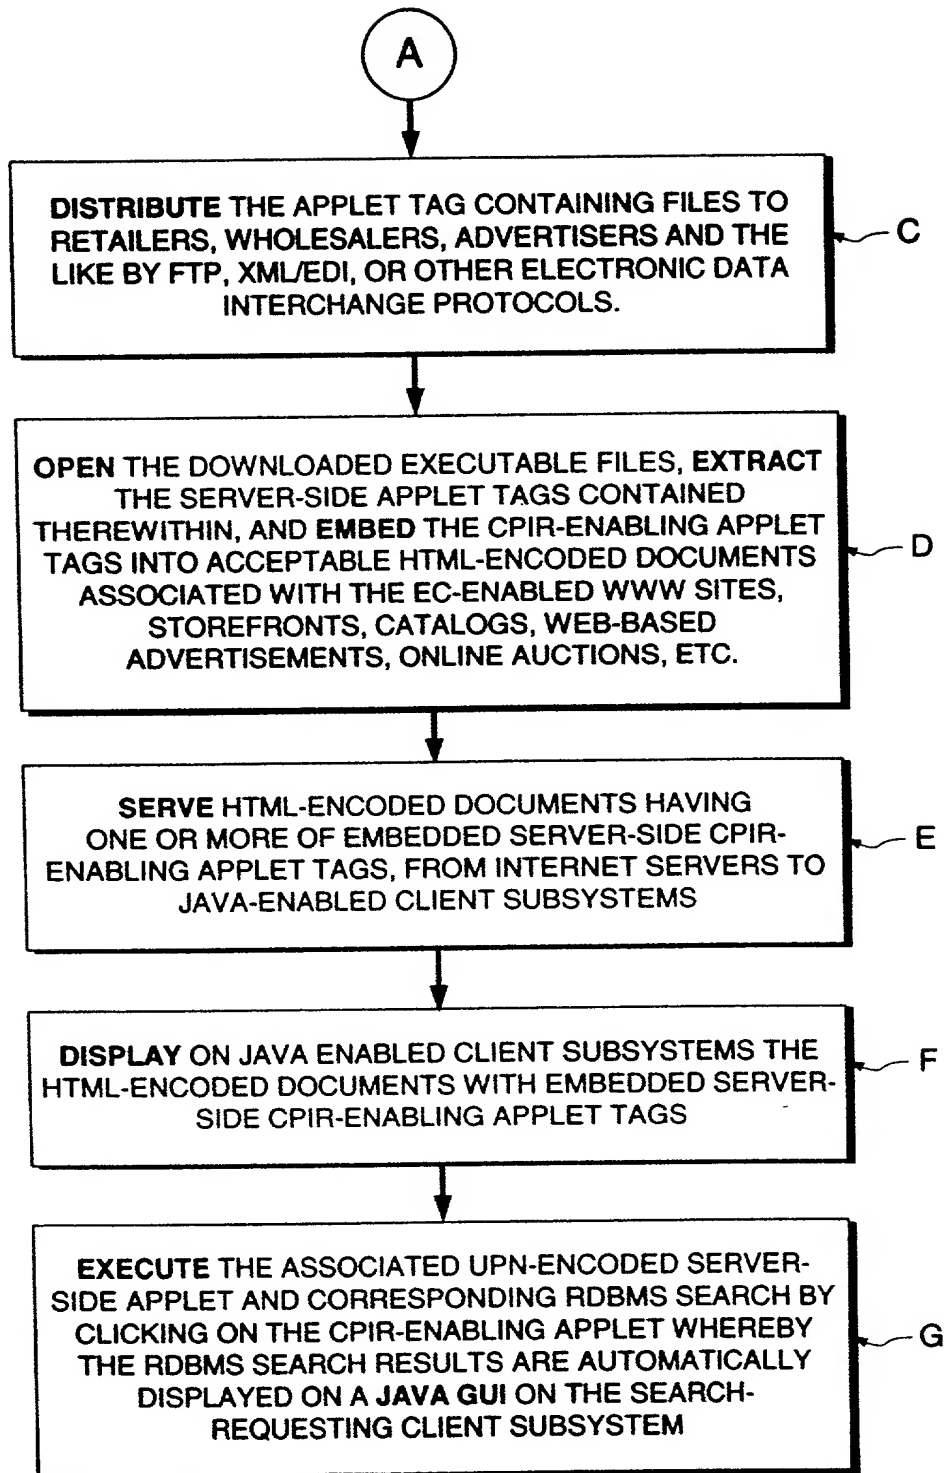 A
DISTRIBUTE THE APPLET TAG CONTAINING FILES TO
RETAILERS, WHOLESALERS, ADVERTISERS AND THE
LIKE BY FTP, XML/EDI, OR OTHER ELECTRONIC DATA
INTERCHANGE PROTOCOLS.
C
OPEN THE DOWNLOADED EXECUTABLE FILES, EXTRACT
THE SERVER-SIDE APPLET TAGS CONTAINED
THEREWITHIN, AND EMBED THE CPIR-ENABLING APPLET
TAGS INTO ACCEPTABLE HTML-ENCODED DOCUMENTS
ASSOCIATED WITH THE EC-ENABLED WWW SITES,
STOREFRONTS, CATALOGS, WEB-BASED
ADVERTISEMENTS, ONLINE AUCTIONS, ETC.
D
SERVE HTML-ENCODED DOCUMENTS HAVING
ONE OR MORE OF EMBEDDED SERVER-SIDE CPIR-
ENABLING APPLET TAGS, FROM INTERNET SERVERS TO
JAVA-ENABLED CLIENT SUBSYSTEMS
E
DISPLAY ON JAVA ENABLED CLIENT SUBSYSTEMS THE
HTML-ENCODED DOCUMENTS WITH EMBEDDED SERVER-
SIDE CPIR-ENABLING APPLET TAGS
F
EXECUTE THE ASSOCIATED UPN-ENCODED SERVER-
SIDE APPLET AND CORRESPONDING RDBMS SEARCH BY
CLICKING ON THE CPIR-ENABLING APPLET WHEREBY
THE RDBMS SEARCH RESULTS ARE AUTOMATICALLY
DISPLAYED ON A JAVA GUI ON THE SEARCH-
REQUESTING CLIENT SUBSYSTEM
G